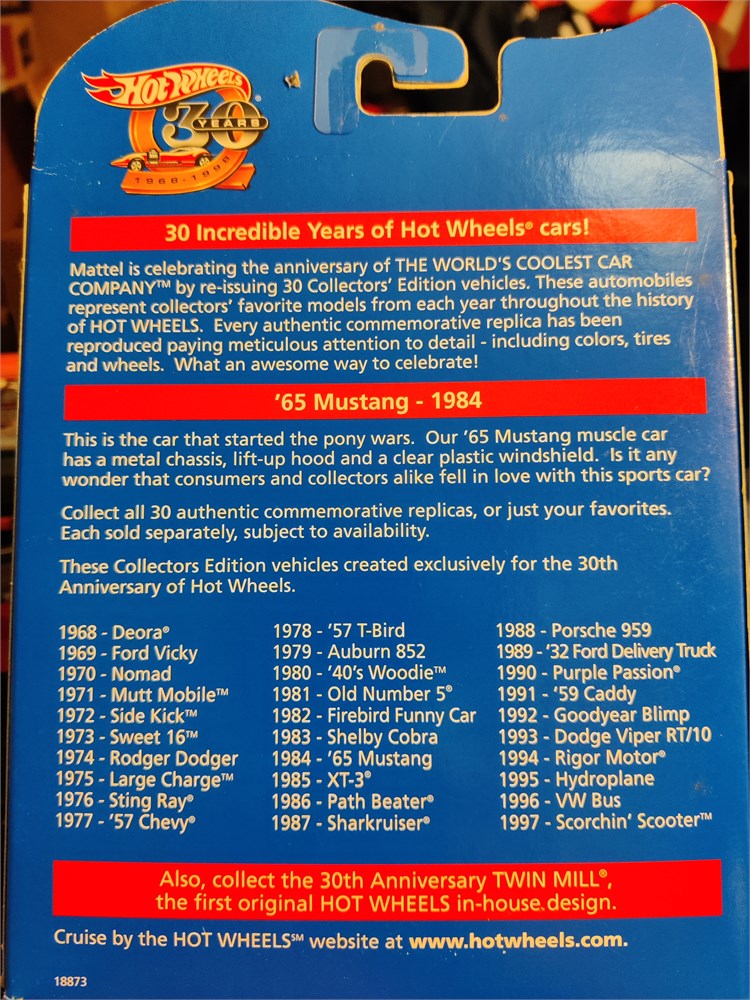 HOT WHEELS®
30
YEARS
1968-1998
30 Incredible Years of Hot Wheels® cars!
Mattel is celebrating the anniversary of THE WORLD'S COOLEST CAR
COMPANY™ by re-issuing 30 Collectors' Edition vehicles. These automobiles
represent collectors' favorite models from each year throughout the history
of HOT WHEELS. Every authentic commemorative replica has been
reproduced paying meticulous attention to detail - including colors, tires
and wheels. What an awesome way to celebrate!
'65 Mustang - 1984
This is the car that started the pony wars. Our '65 Mustang muscle car
has a metal chassis, lift-up hood and a clear plastic windshield. Is it any
wonder that consumers and collectors alike fell in love with this sports car?
Collect all 30 authentic commemorative replicas, or just your favorites.
Each sold separately, subject to availability.
These Collectors Edition vehicles created exclusively for the 30th
Anniversary of Hot Wheels.
1968 - Deora®
1969 - Ford Vicky
1970 - Nomad
1971 - Mutt Mobile™
1972 - Side Kick™
1973 - Sweet 16™
1974 - Rodger Dodger
1975 - Large Charge™
1976 - Sting Ray®
1977 - '57 Chevy®
1978 - '57 T-Bird
1979 - Auburn 852
1980 - '40's Woodie™
1981 - Old Number 5®
1982 - Firebird Funny Car
1983 - Shelby Cobra
1984 - '65 Mustang
1985 - XT-3®
1986 - Path Beater®
1987 - Sharkruiser®
1988 - Porsche 959
1989 - '32 Ford Delivery Truck
1990 - Purple Passion®
1991 - '59 Caddy
1992 - Goodyear Blimp
1993 - Dodge Viper RT/10
1994 - Rigor Motor®
1995 - Hydroplane
1996 - VW Bus
1997 - Scorchin' Scooter™
Also, collect the 30th Anniversary TWIN MILL®,
the first original HOT WHEELS in-house design.
Cruise by the HOT WHEELS℠ website at www.hotwheels.com.
18873